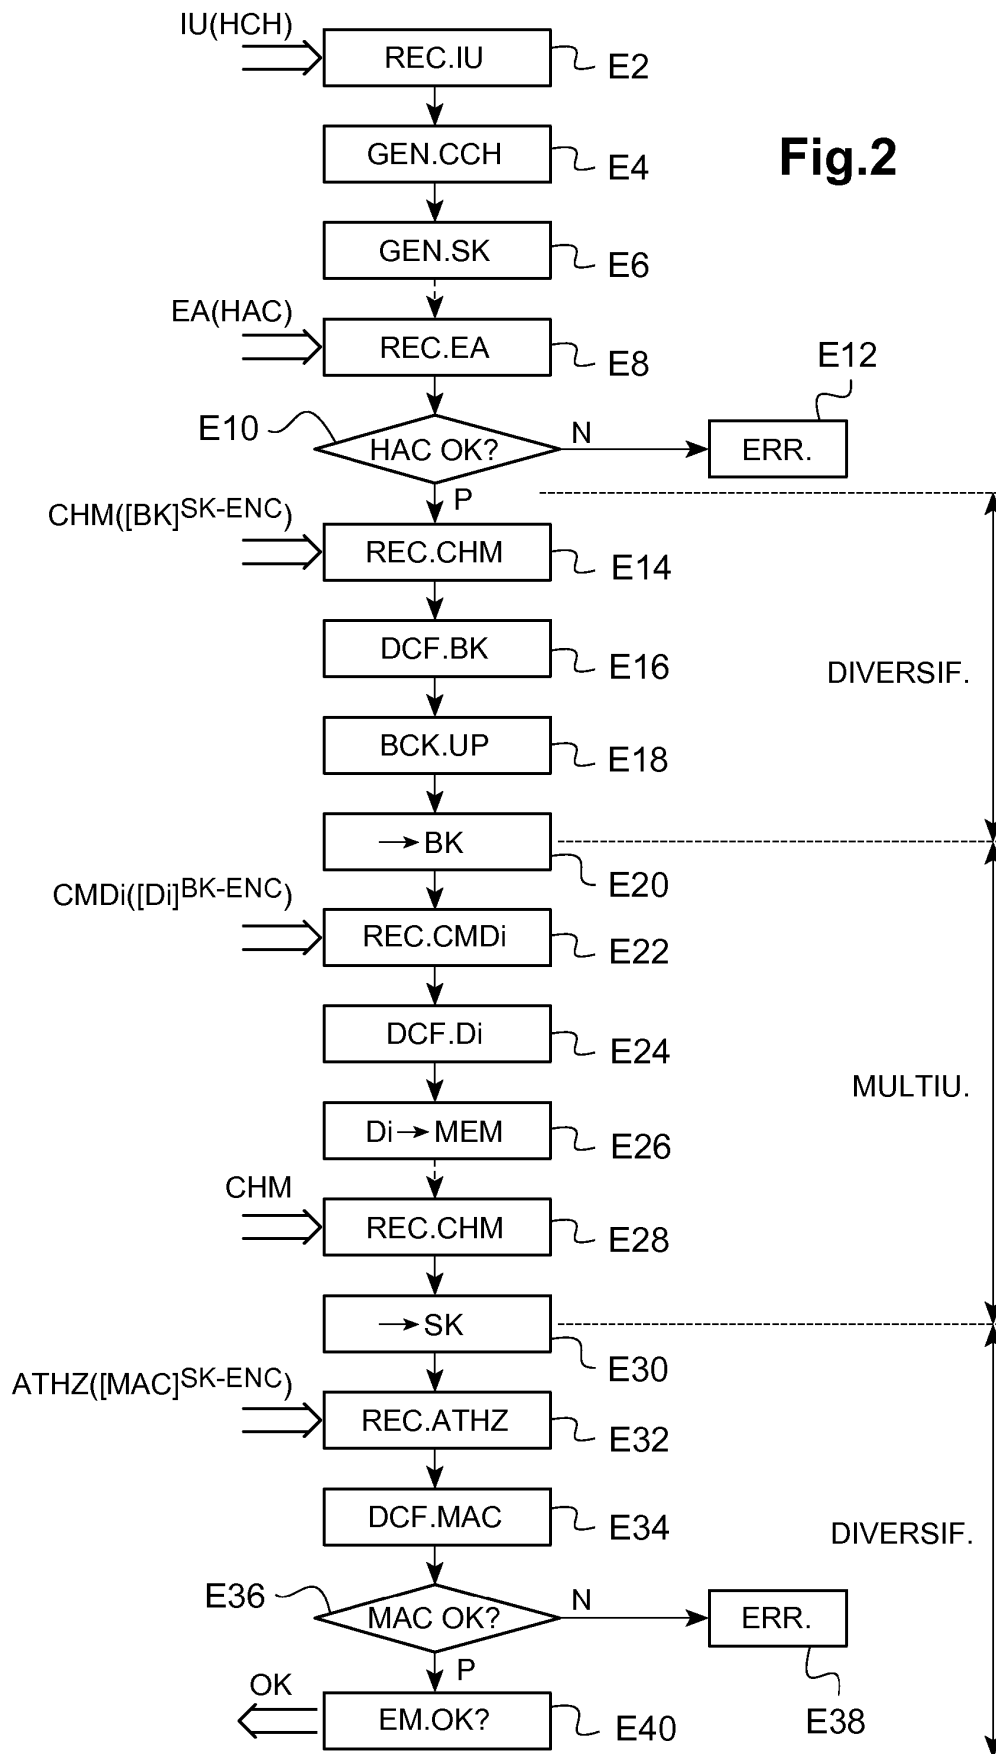 IU(HCH)
REC.IU
E2
GEN.CCH
E4
Fig.2
GEN.SK
E6
EA(HAC)
REC.EA
E8
E12
E10
HAC OK?
N
ERR.
P
CHM([BK]SK-ENC)
REC.CHM
E14
DCF.BK
E16
DIVERSIF.
BCK.UP
E18
→BK
E20
CMDi([Di]BK-ENC)
REC.CMDi
E22
DCF.Di
E24
MULTIU.
Di→MEM
E26
CHM
REC.CHM
E28
→SK
E30
ATHZ([MAC]SK-ENC)
REC.ATHZ
E32
DCF.MAC
E34
DIVERSIF.
E36
MAC OK?
N
ERR.
P
OK
EM.OK?
E40
E38